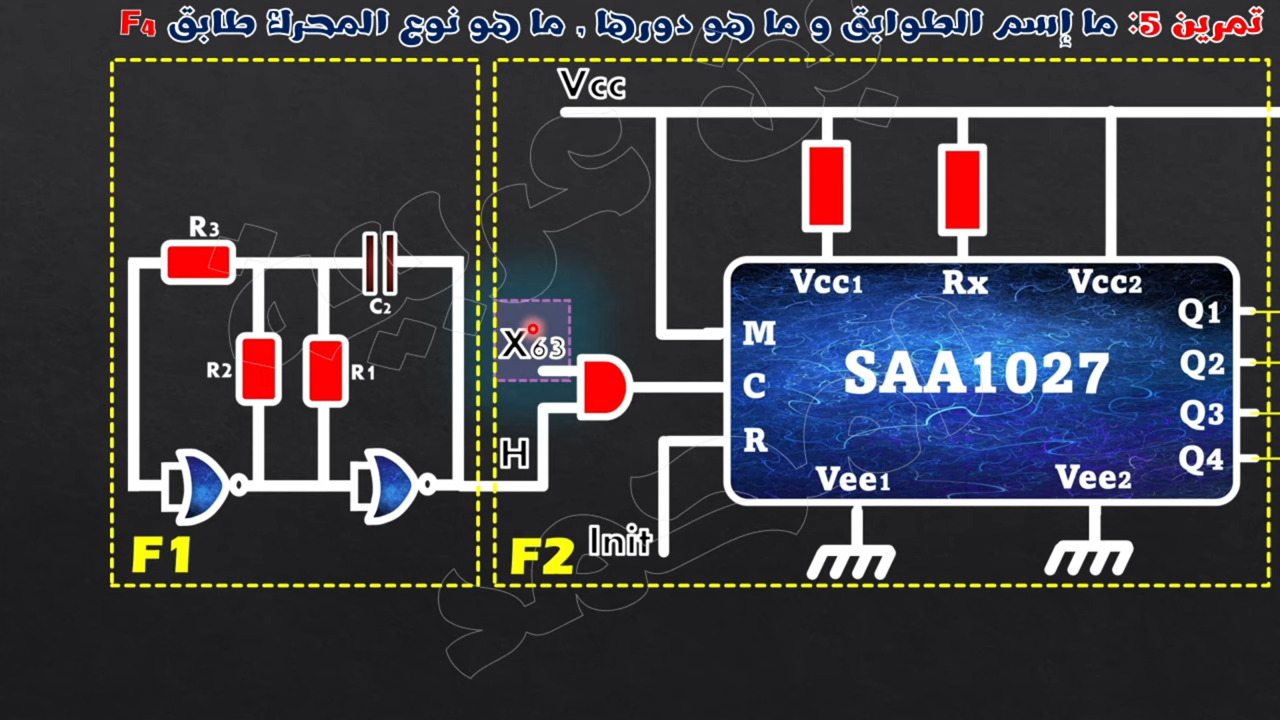 تمرين 5: ما إسم الطوابق و ما هو دورها , ما هو نوع المحرك طابق F4
Vcc
R3
C2
R2
R1
X63
H
Init
F1
F2
Vcc1
Rx
Vcc2
M
C
R
SAA1027
Q1
Q2
Q3
Q4
Vee1
Vee2